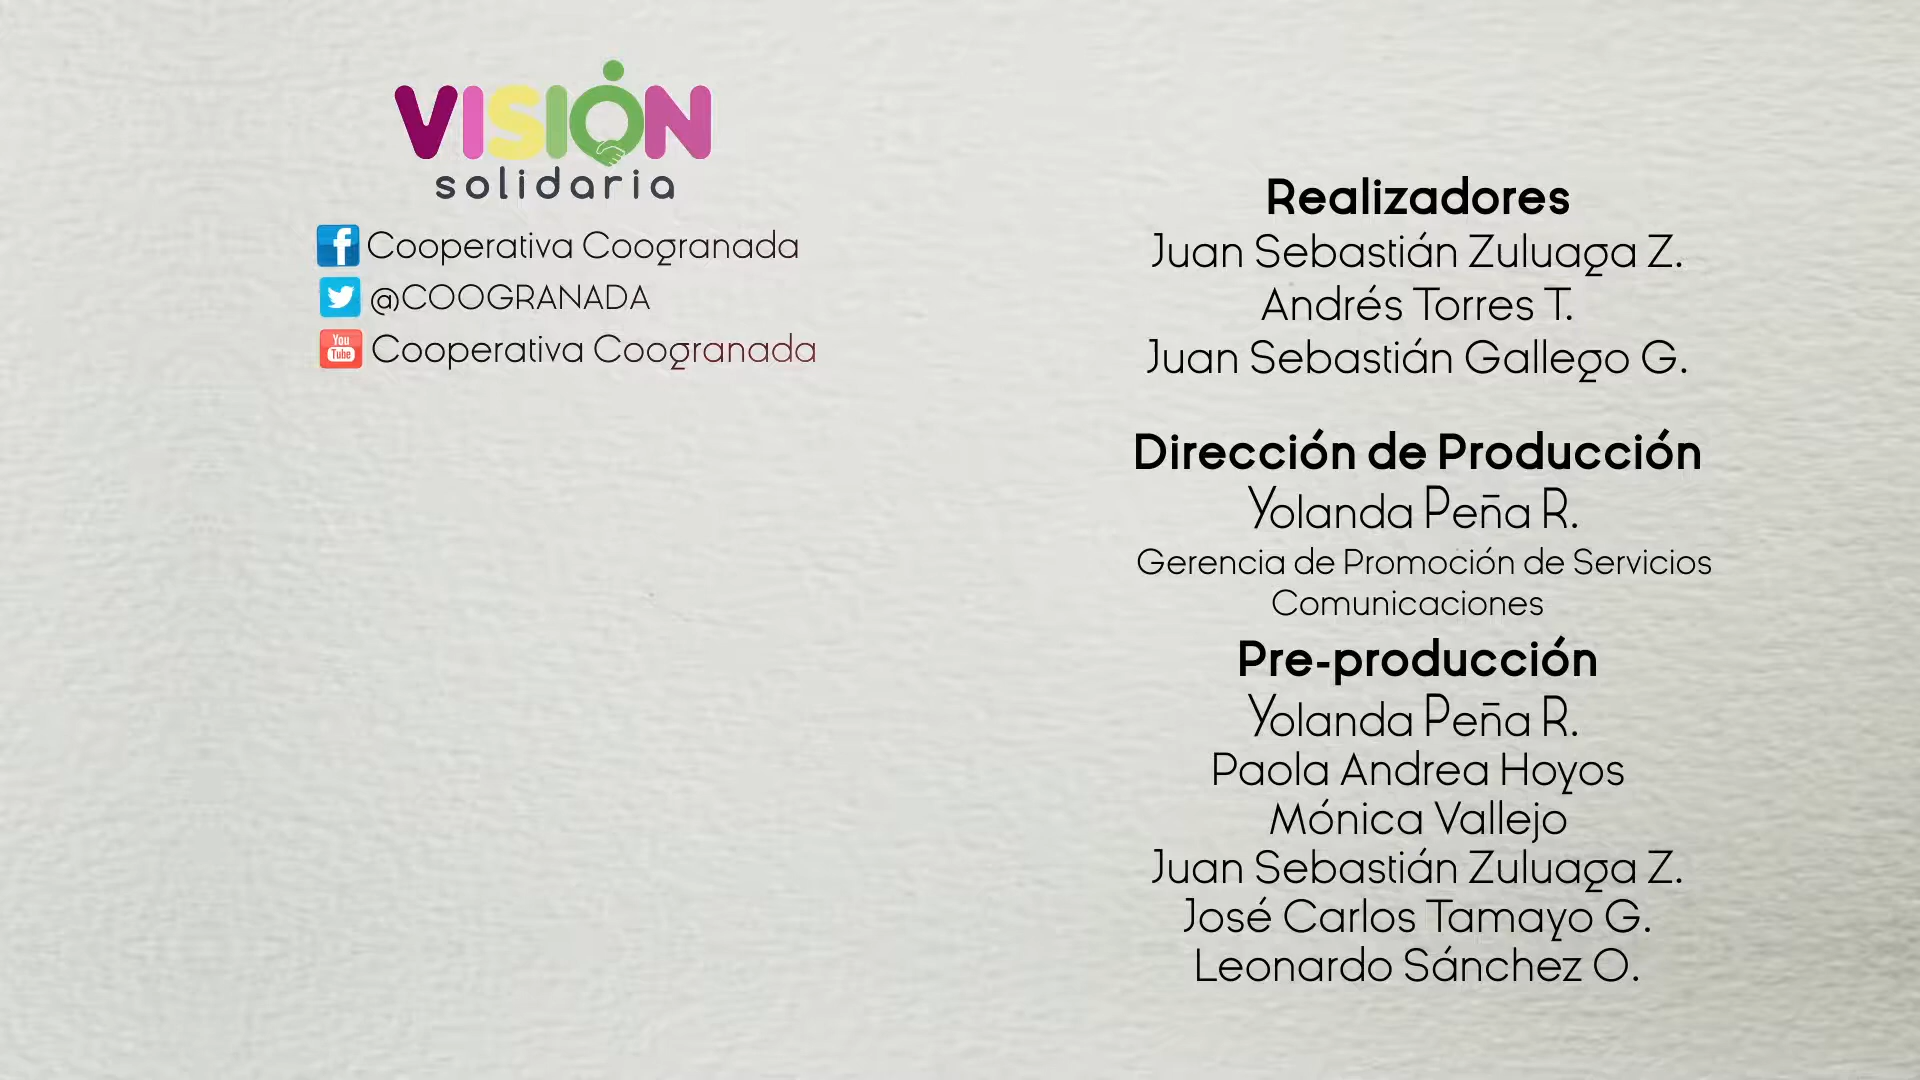 VISIÓN
solidaria
Cooperativa Coogranada
@COOGRANADA
You
Tube
Cooperativa Coogranada
Realizadores
Juan Sebastián Zuluaga Z.
Andrés Torres T.
Juan Sebastián Gallego G.
Dirección de Producción
Yolanda Peña R.
Gerencia de Promoción de Servicios
Comunicaciones
Pre-producción
Yolanda Peña R.
Paola Andrea Hoyos
Mónica Vallejo
Juan Sebastián Zuluaga Z.
José Carlos Tamayo G.
Leonardo Sánchez O.